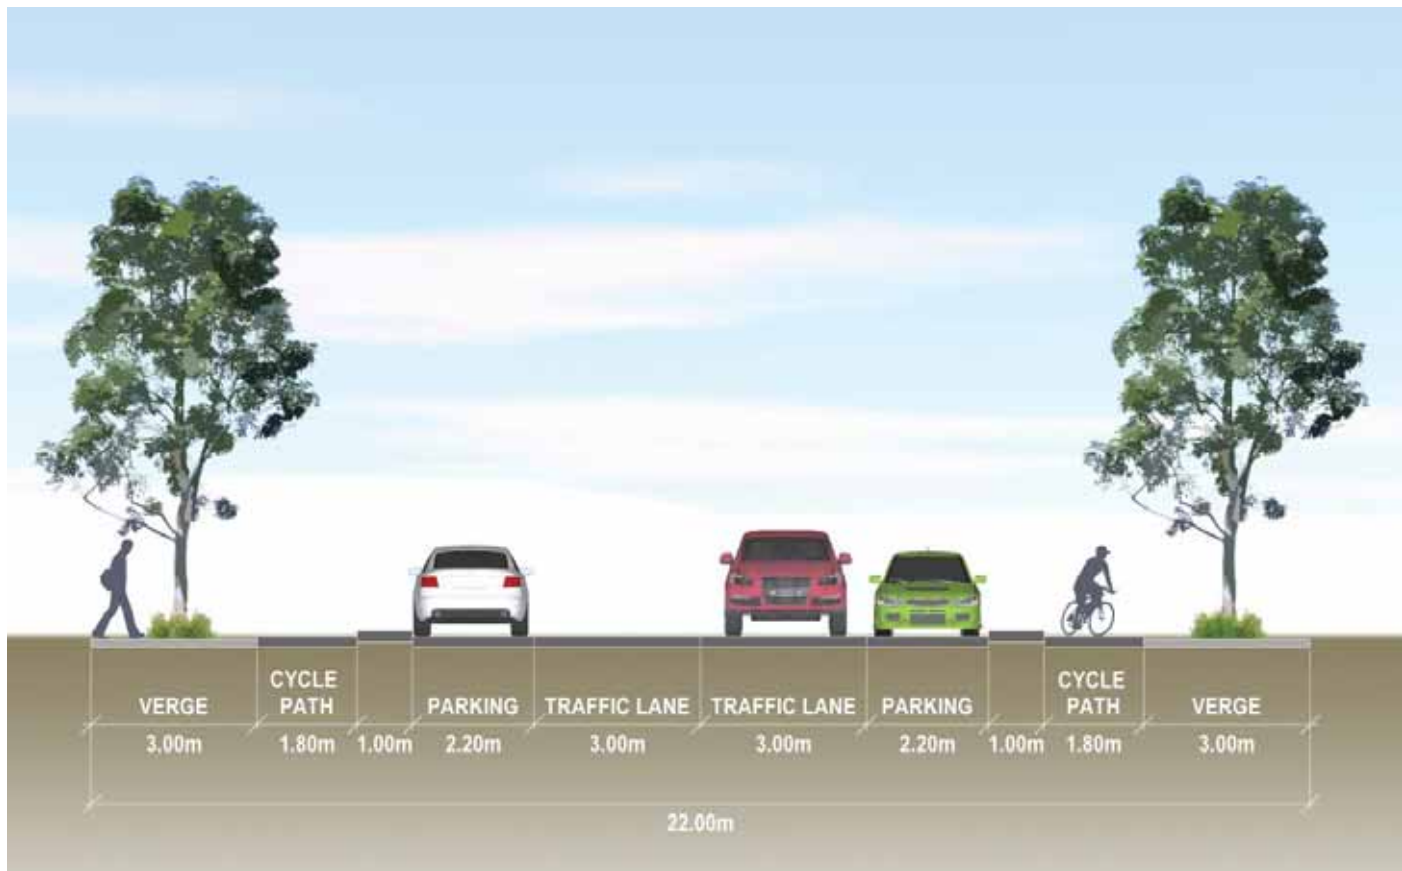 CYCLE CYCLE
VERGE PATH PARKING TRAFFIC LANE TRAFFIC LANE PARKING PATH VERGE
3.00m 1.80m 1.00m 2.20m 3.00m 3.00m 2.20m 1.00m 1.80m 3.00m
22.00m